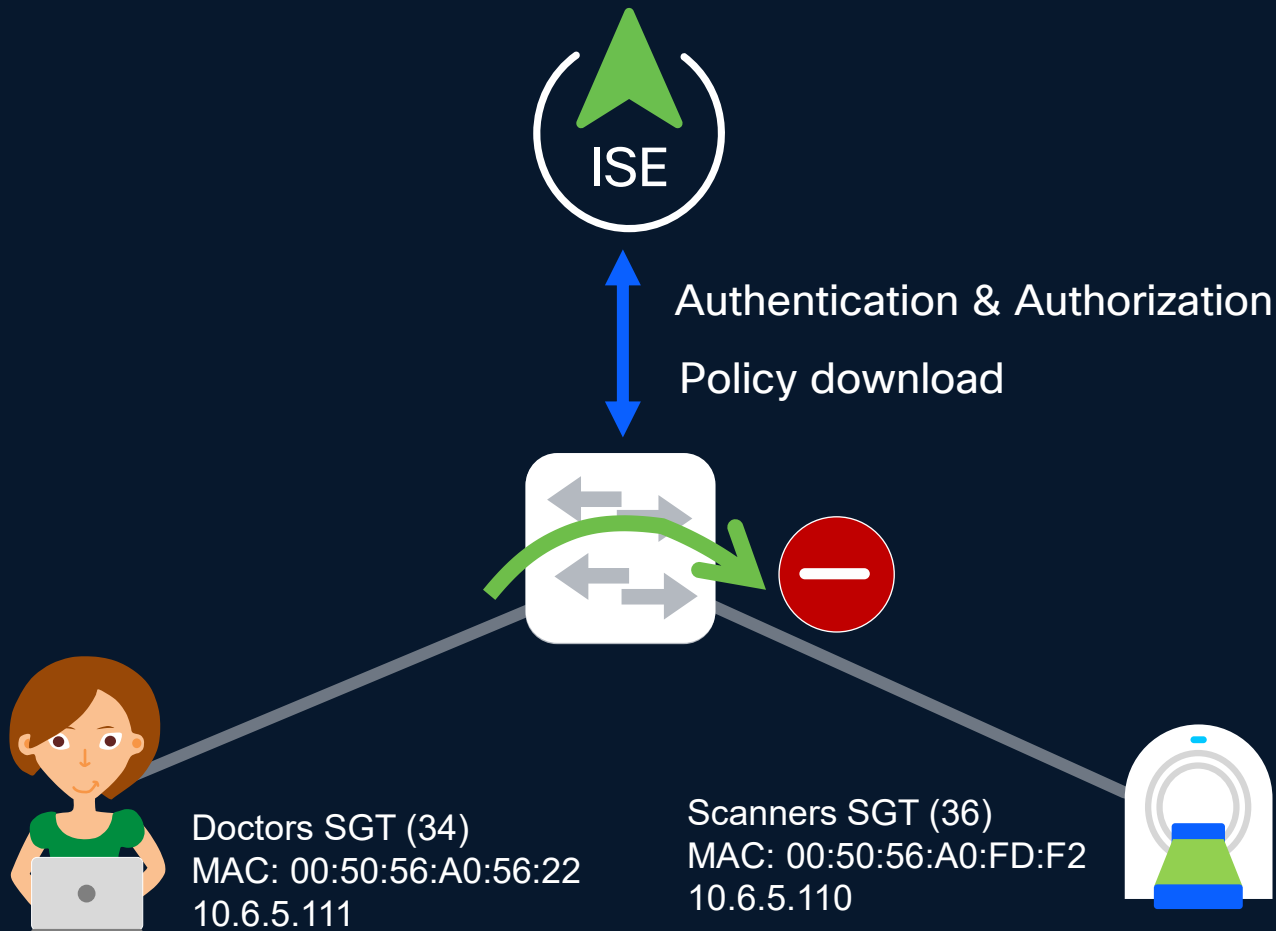 ISE
Authentication & Authorization
Policy download
Doctors SGT (34)
MAC: 00:50:56:A0:56:22
10.6.5.111
Scanners SGT (36)
MAC: 00:50:56:A0:FD:F2
10.6.5.110